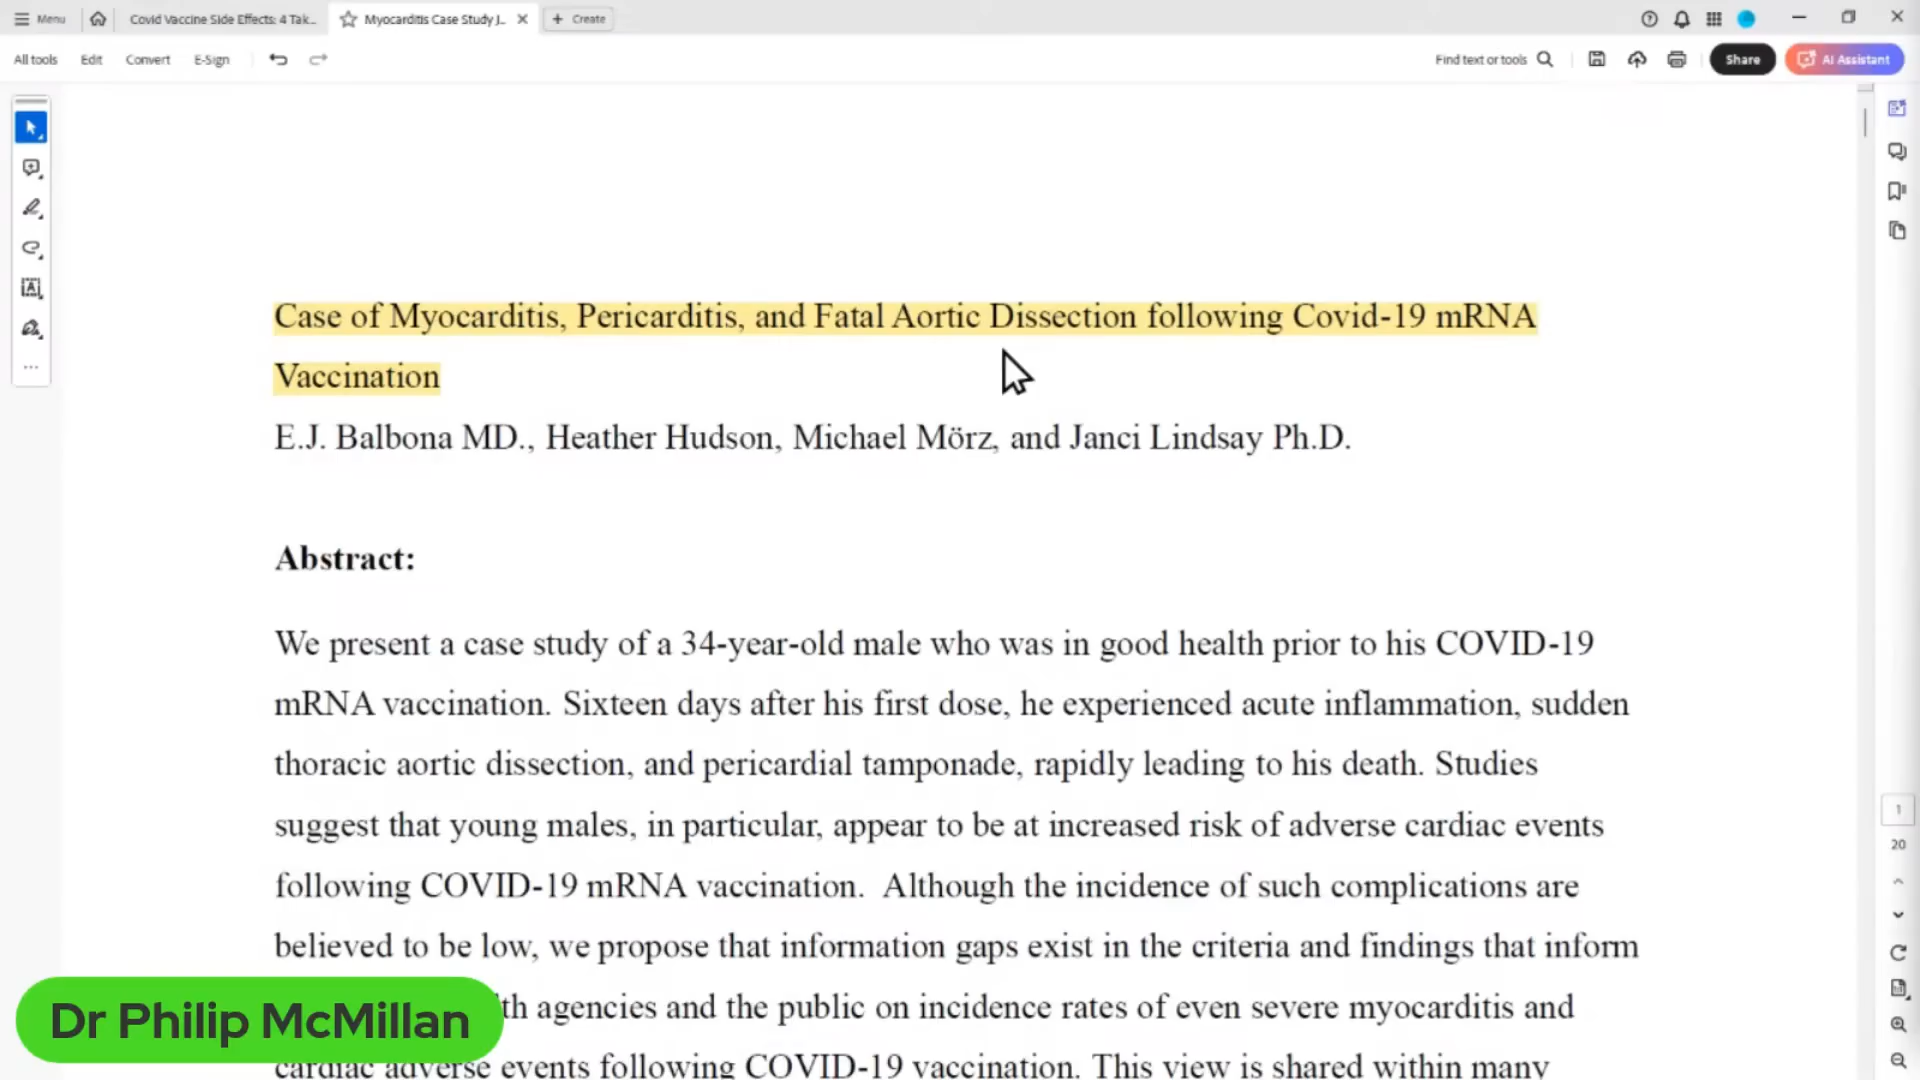 Menu
Covid Vaccine Side Effects: 4 Tak...
Myocarditis Case Study J...
Create
All tools
Edit
Convert
E-Sign
Find text or tools
Share
AI Assistant
Case of Myocarditis, Pericarditis, and Fatal Aortic Dissection following Covid-19 mRNA
Vaccination
E.J. Balbona MD., Heather Hudson, Michael Mörz, and Janci Lindsay Ph.D.
Abstract:
We present a case study of a 34-year-old male who was in good health prior to his COVID-19
mRNA vaccination. Sixteen days after his first dose, he experienced acute inflammation, sudden
thoracic aortic dissection, and pericardial tamponade, rapidly leading to his death. Studies
suggest that young males, in particular, appear to be at increased risk of adverse cardiac events
following COVID-19 mRNA vaccination. Although the incidence of such complications are
believed to be low, we propose that information gaps exist in the criteria and findings that inform
th agencies and the public on incidence rates of even severe myocarditis and
cardiac adverse events following COVID-19 vaccination. This view is shared within many
Dr Philip McMillan
1
20